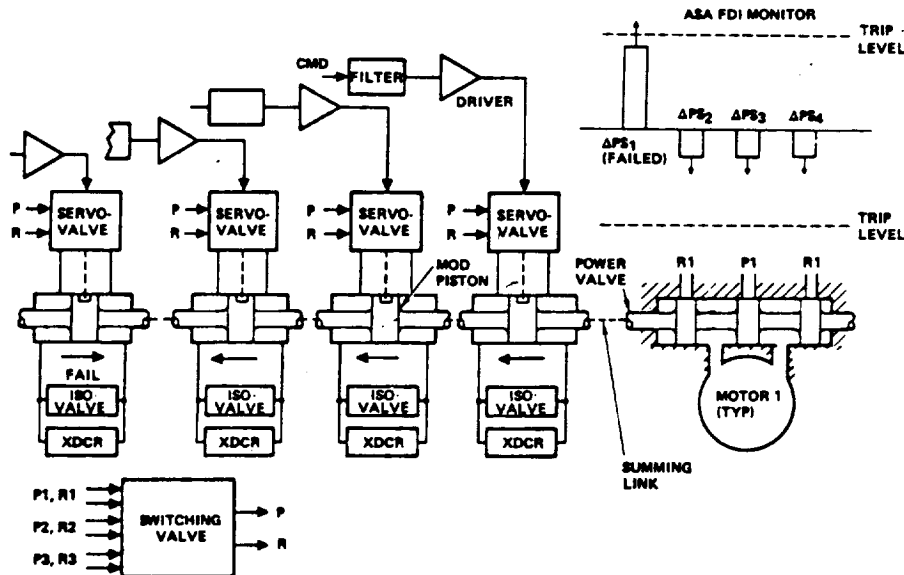 ASA FDI MONITOR
TRIP
LEVEL
CMD
FILTER
DRIVER
ΔPS2
ΔPS3
ΔPS4
ΔPS1
(FAILED)
P
R
SERVO-
VALVE
P
R
SERVO-
VALVE
P
R
SERVO-
VALVE
P
R
SERVO-
VALVE
TRIP
LEVEL
MOD
PISTON
POWER
VALVE
R1
P1
R1
FAIL
ISO
VALVE
ISO
VALVE
ISO
VALVE
ISO
VALVE
MOTOR 1
(TYP)
XDCR
XDCR
XDCR
XDCR
SUMMING
LINK
P1, R1
P2, R2
P3, R3
SWITCHING
VALVE
P
R